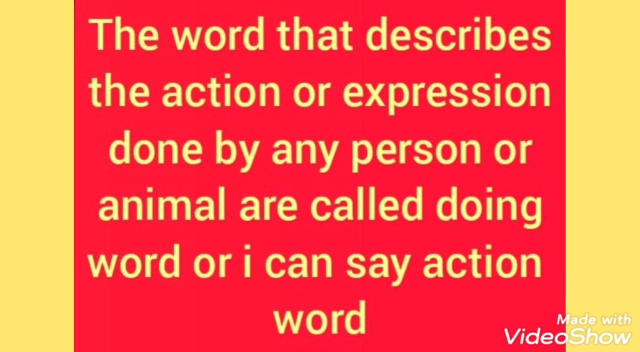 The word that describes
the action or expression
done by any person or
animal are called doing
word or i can say action
word
Made with
VideoShow